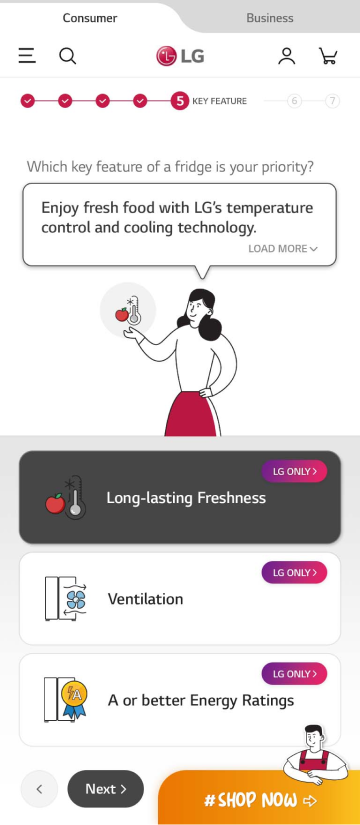 Consumer
Business
LG
5 KEY FEATURE
6
7
Which key feature of a fridge is your priority?
Enjoy fresh food with LG's temperature
control and cooling technology.
LOAD MORE
LG ONLY >
Long-lasting Freshness
LG ONLY >
Ventilation
LG ONLY >
A
A or better Energy Ratings
< Next >
#SHOP NOW